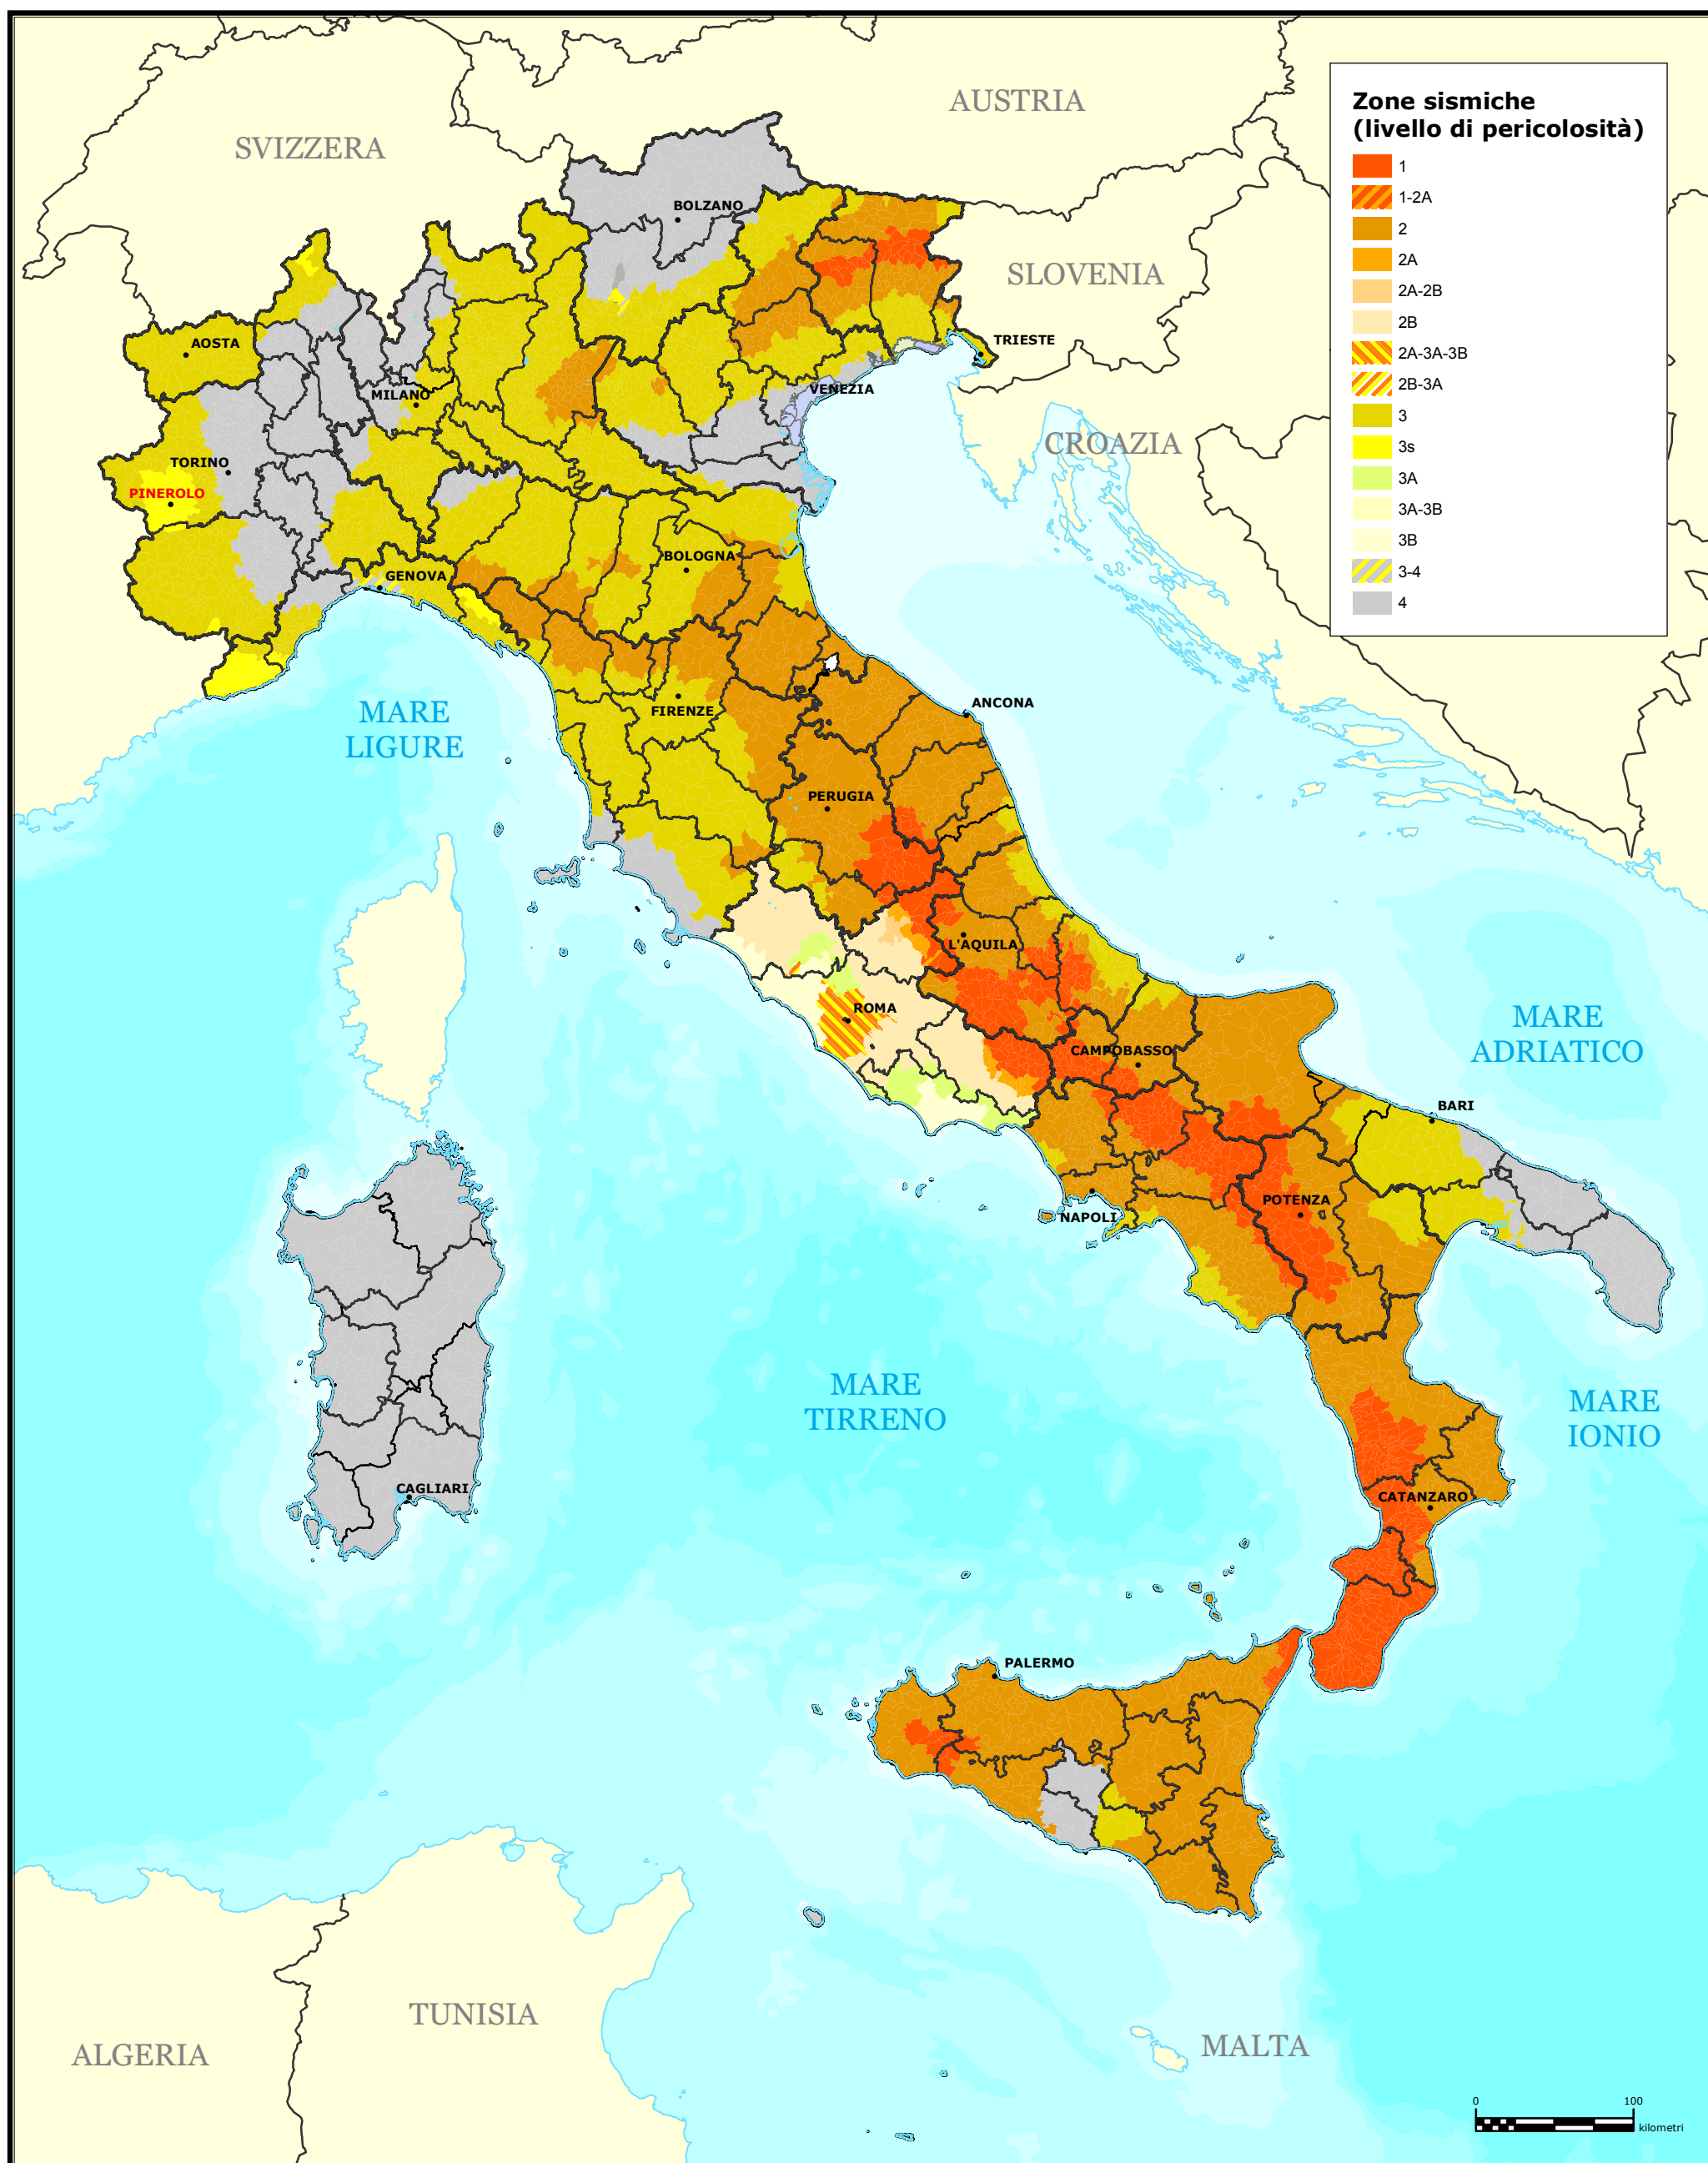 AUSTRIA
SVIZZERA
Zone sismiche
(livello di pericolosità)
1
1-2A
2
2A
2A-2B
2B
2A-3A-3B
2B-3A
3
3s
3A
3A-3B
3B
3-4
4
BOLZANO
SLOVENIA
AOSTA
TRIESTE
MILANO
VENEZIA
CROAZIA
TORINO
PINEROLO
BOLOGNA
GENOVA
ANCONA
FIRENZE
MARE
LIGURE
PERUGIA
L'AQUILA
ROMA
MARE
ADRIATICO
CAMPOBASSO
BARI
POTENZA
NAPOLI
MARE
TIRRENO
MARE
IONIO
CAGLIARI
CATANZARO
PALERMO
TUNISIA
ALGERIA
MALTA
0 100
kilometri